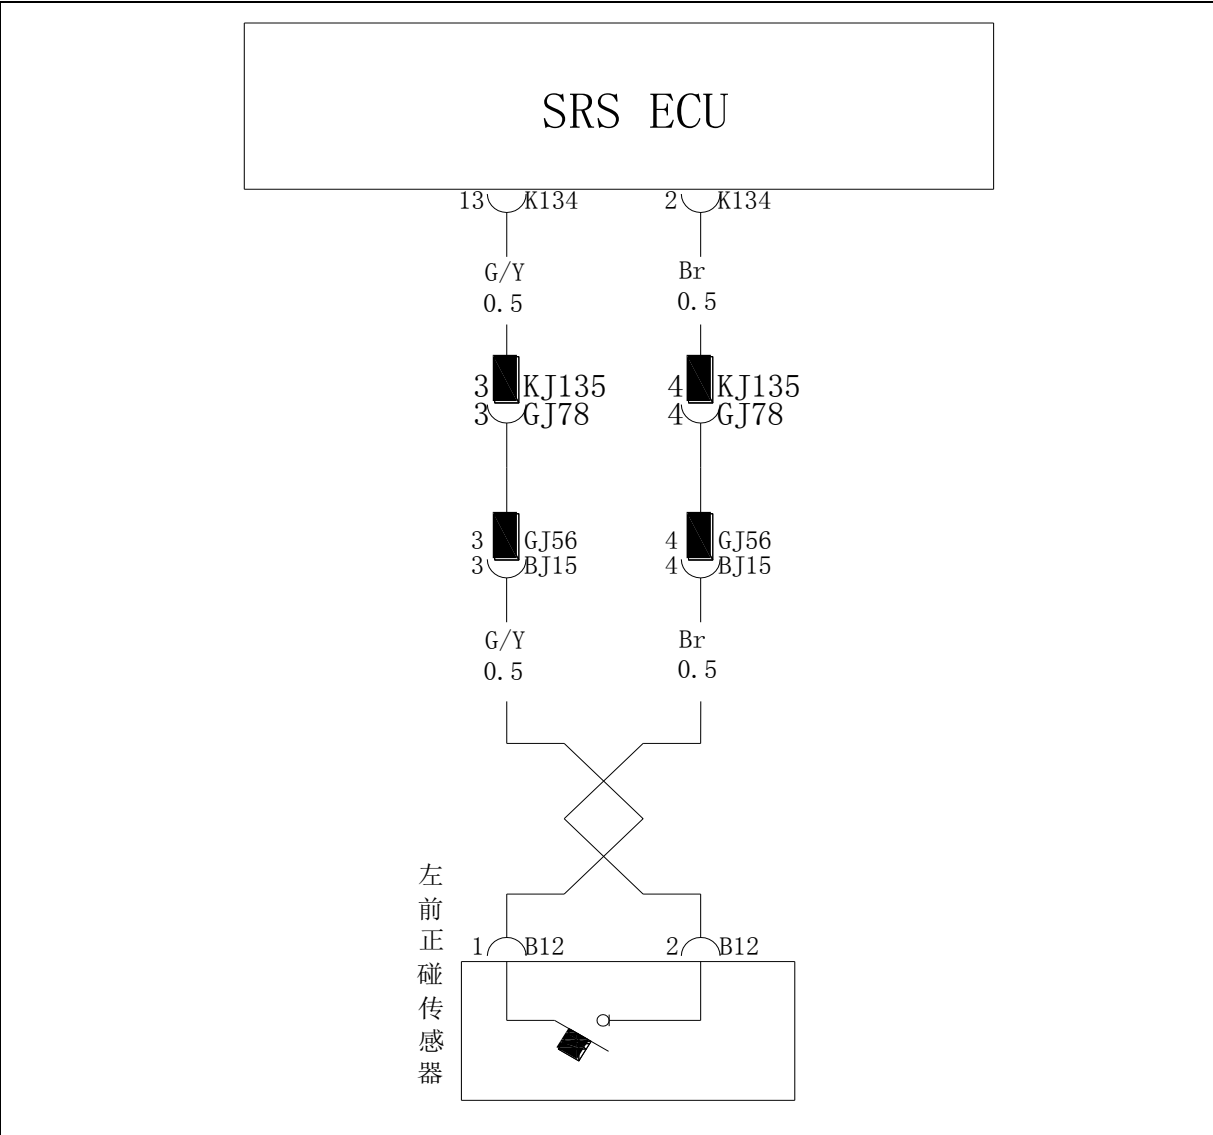 SRS ECU
13 K134 2 K134
G/Y Br
0.5 0.5
3 KJ135 4 KJ135
3 GJ78 4 GJ78
3 GJ56 4 GJ56
3 BJ15 4 BJ15
G/Y Br
0.5 0.5
左前正碰传感器
1 B12 2 B12